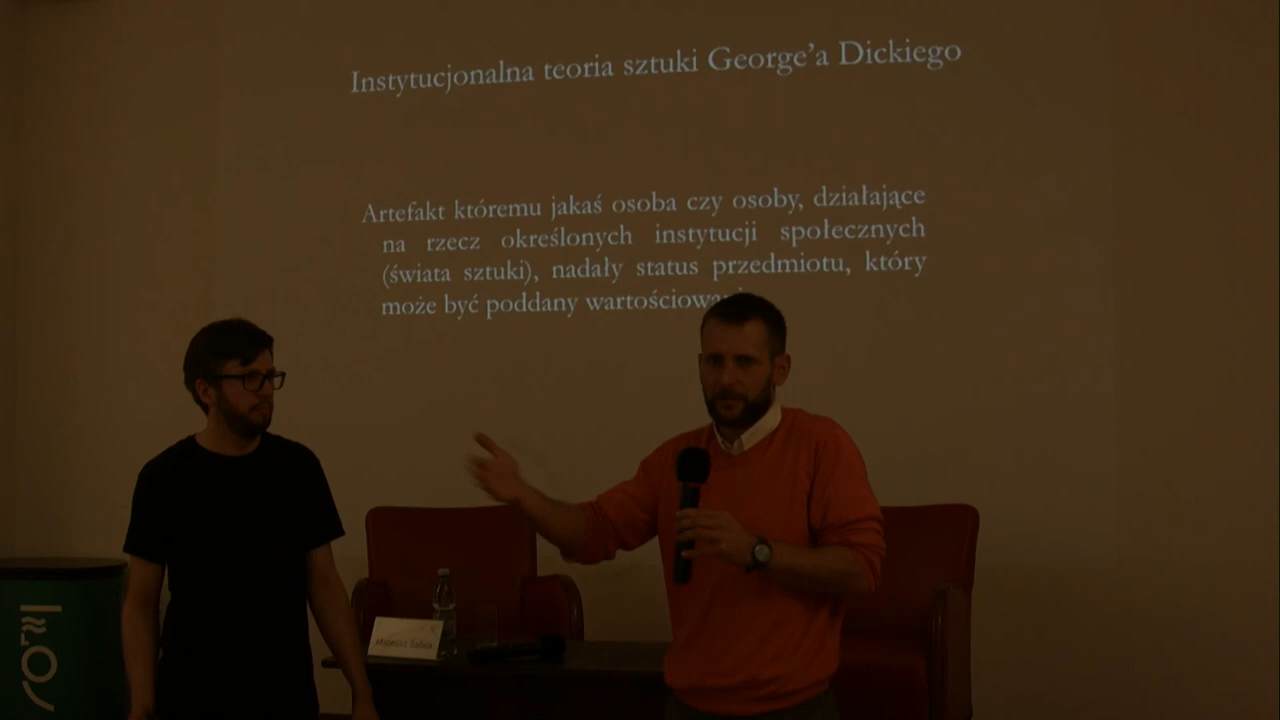 Instytucjonalna teoria sztuki George’a Dickiego
Artefakt któremu jakaś osoba czy osoby, działające
na rzecz określonych instytucji społecznych
(świata sztuki), nadały status przedmiotu, który
może być poddany
Mateusz